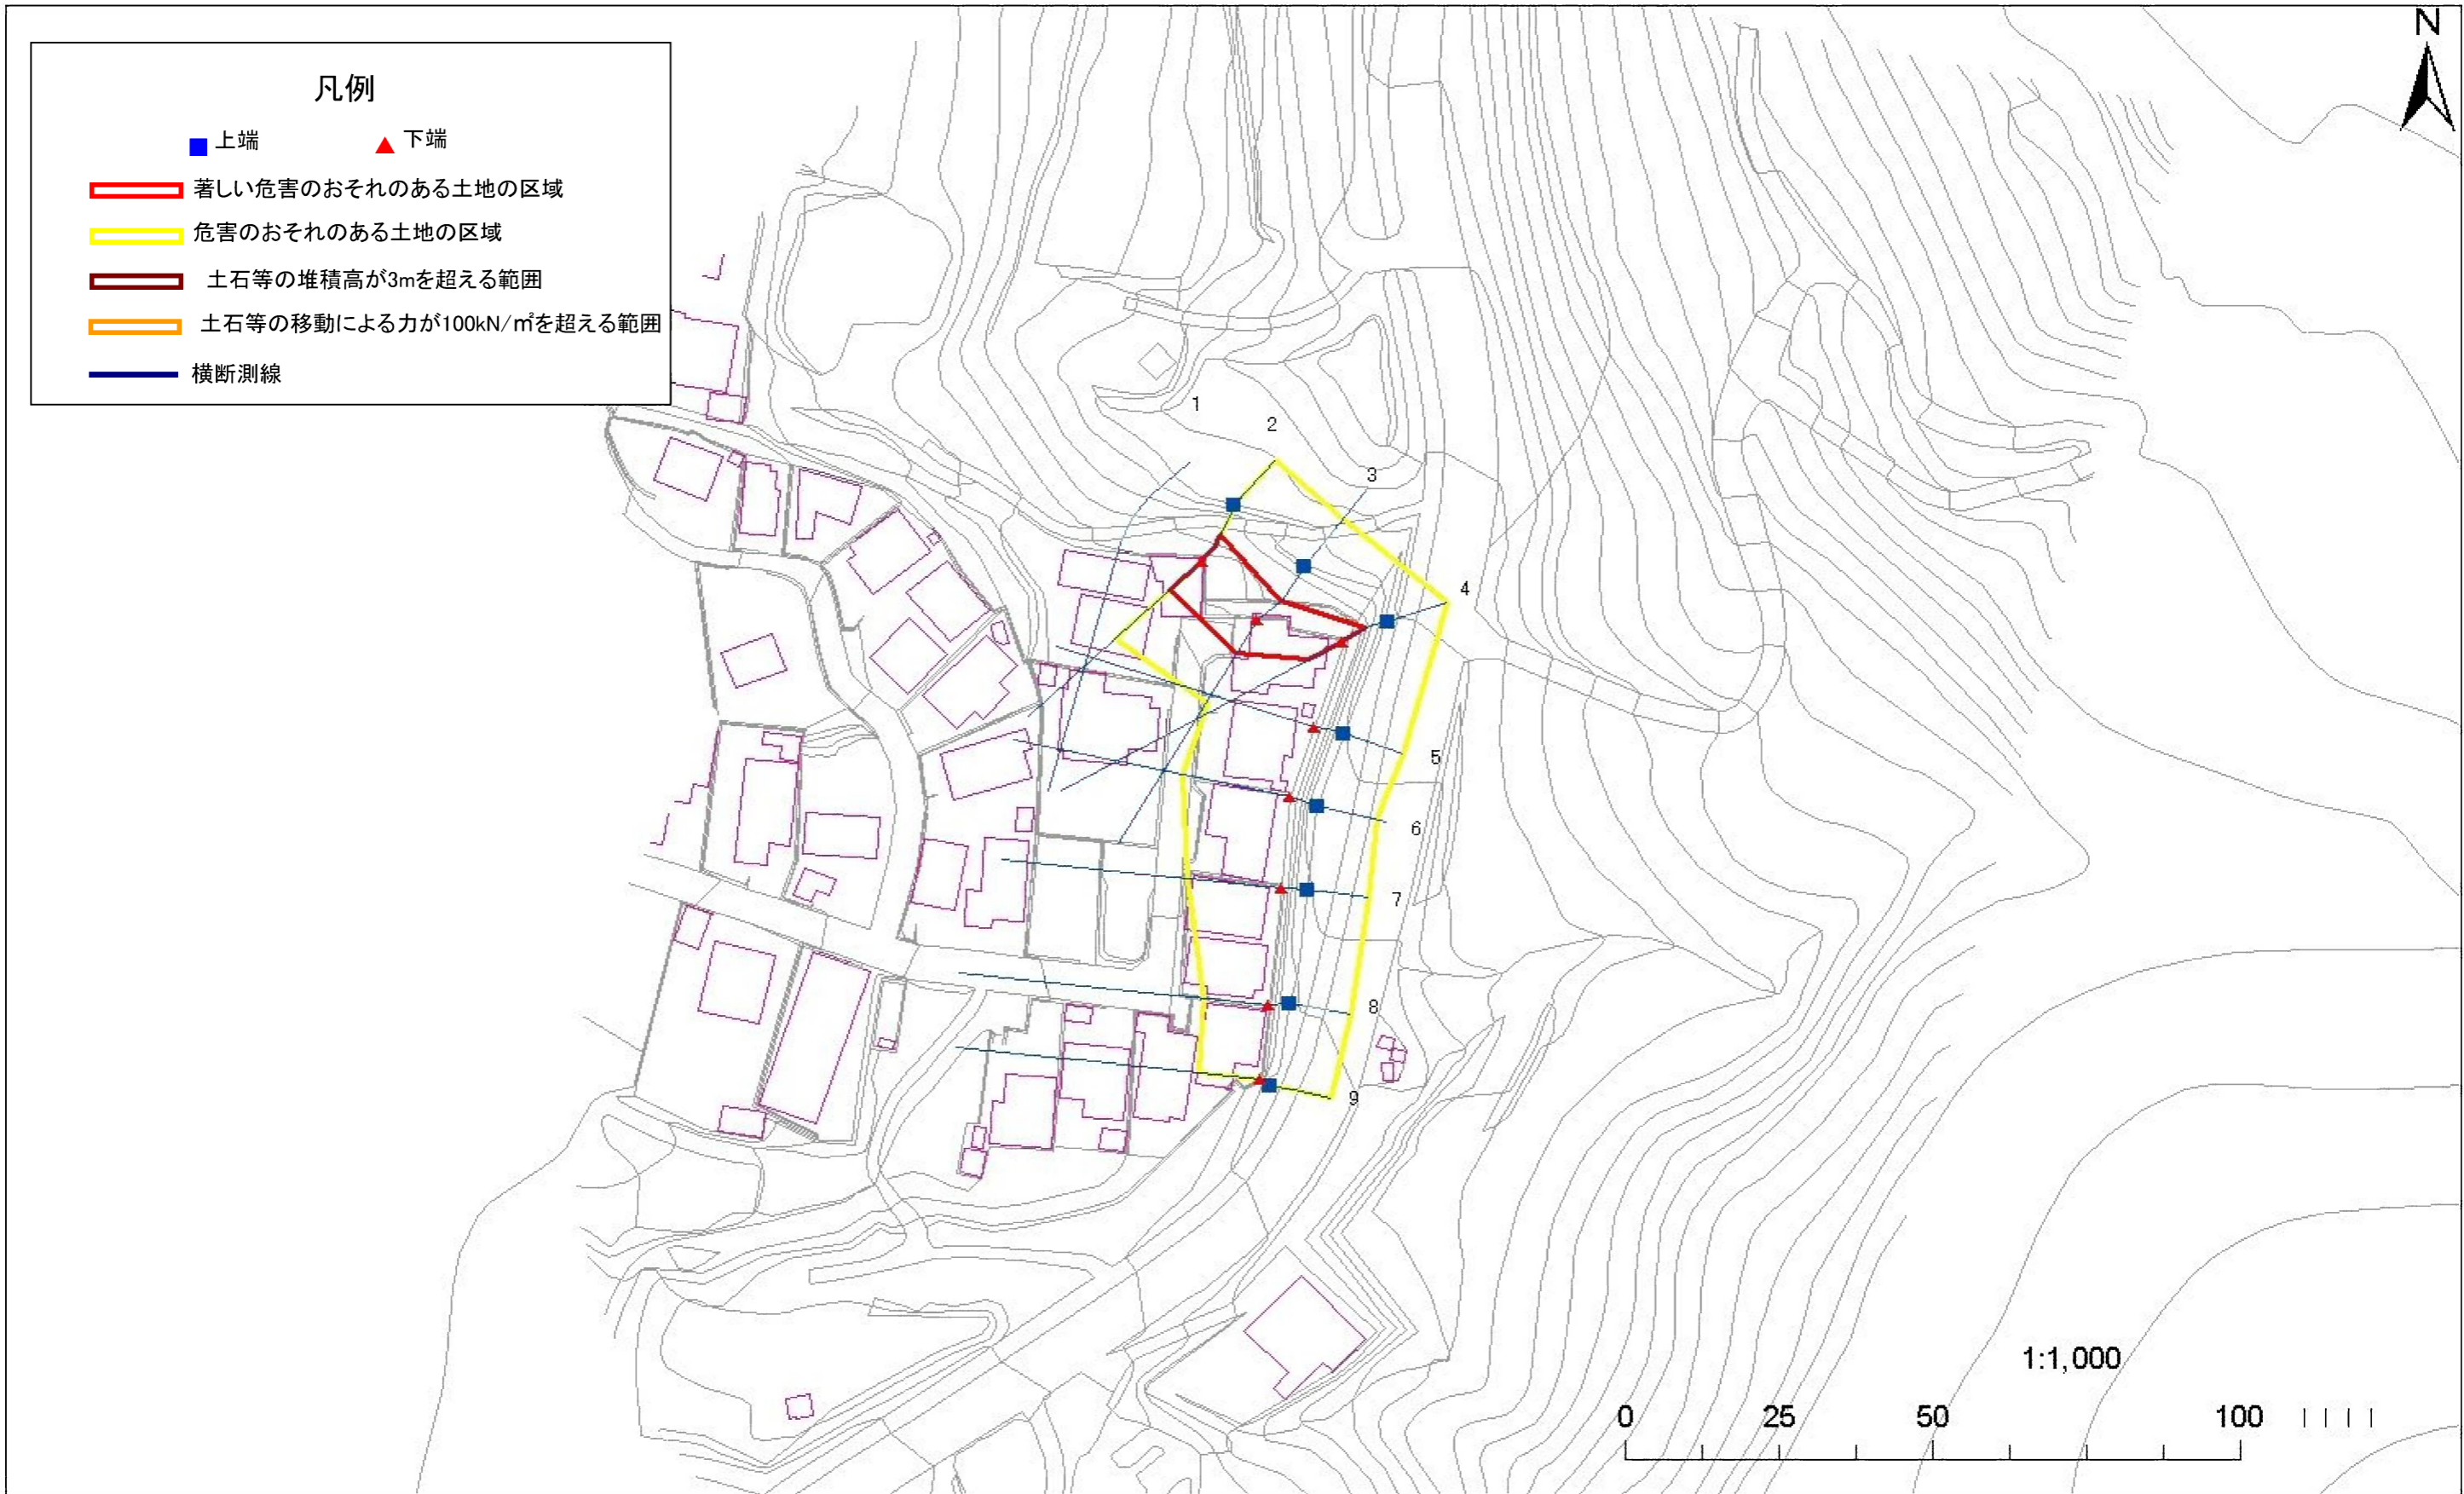 N
凡例
上端 下端
著しい危害のおそれのある土地の区域
危害のおそれのある土地の区域
土石等の堆積高が3mを超える範囲
土石等の移動による力が100kN/㎡を超える範囲
横断測線
1
2
3
4
5
6
7
8
9
1:1,000
0 25 50 100